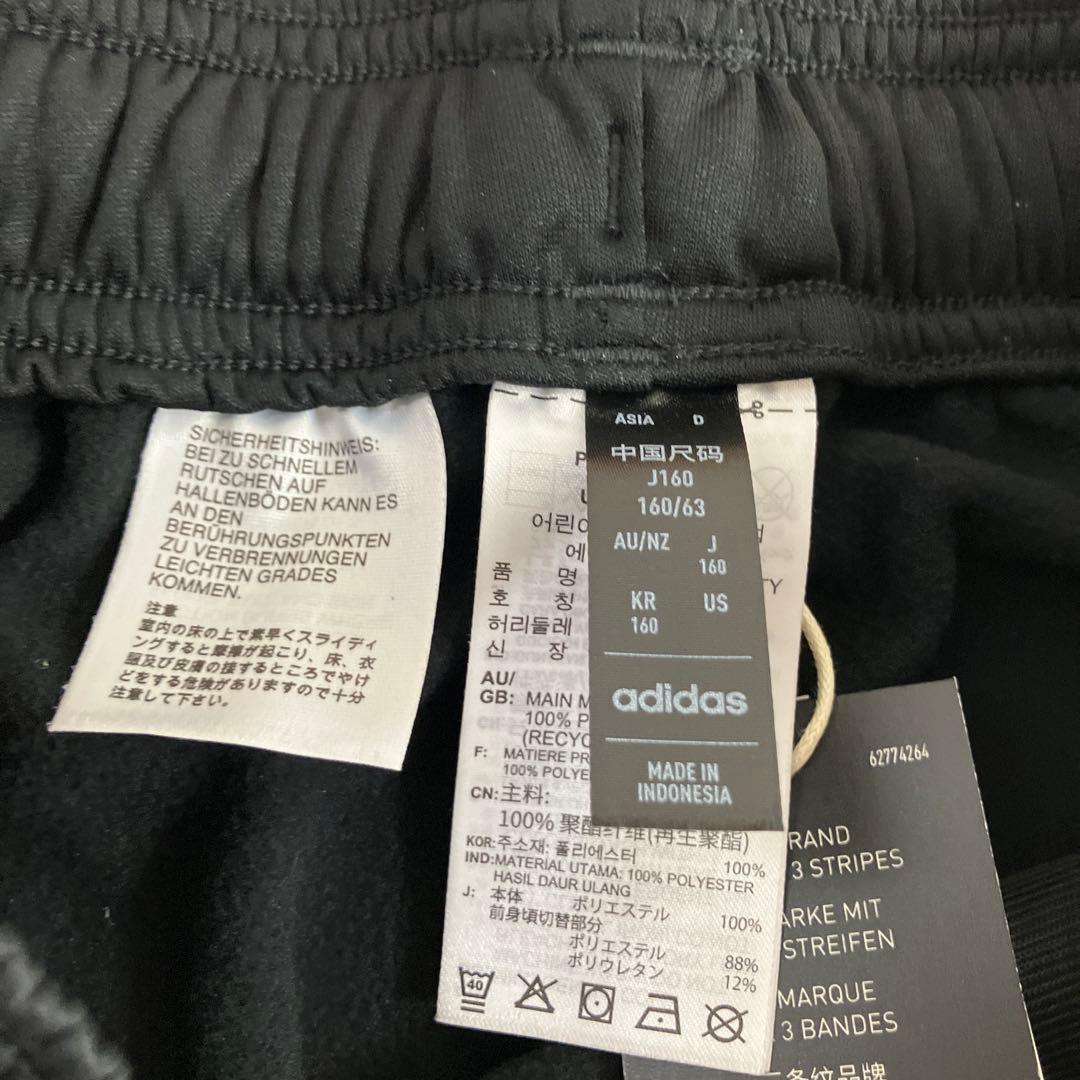 SICHERHEITSHINWEIS:
BEI ZU SCHNELLEM
RUTSCHEN AUF
HALLENBÖDEN KANN ES
AN DEN
BERÜHRUNGSPUNKTEN
ZU VERBRENNUNGEN
LEICHTEN GRADES
KOMMEN.
注意
室内の床の上で素早くスライディ
ングすると摩擦が起こり、床、衣
服及び皮膚の接するところでやけ
どをする危険がありますので十分
注意して下さい。
ASIA D
中国尺码
J160
160/63
AU/NZ J
160
KR US
160
adidas
MADE IN
INDONESIA
어린
에
품 명
호 칭
허리둘레
신 장
TY
AU/
GB: MAIN M
100% P
(RECYC
F: MATIERE PR
100% POLYE
CN: 主料:
100% 聚酯纤维(再生聚酯)
KOR: 주소재: 폴리에스터 100%
IND: MATERIAL UTAMA: 100% POLYESTER
HASIL DAUR ULANG
J: 本体
ポリエステル 100%
前身頃切替部分
ポリエステル 88%
ポリウレタン 12%
40
62774264
RAND
3 STRIPES
ARKE MIT
STREIFEN
MARQUE
3 BANDES
三条纹品牌